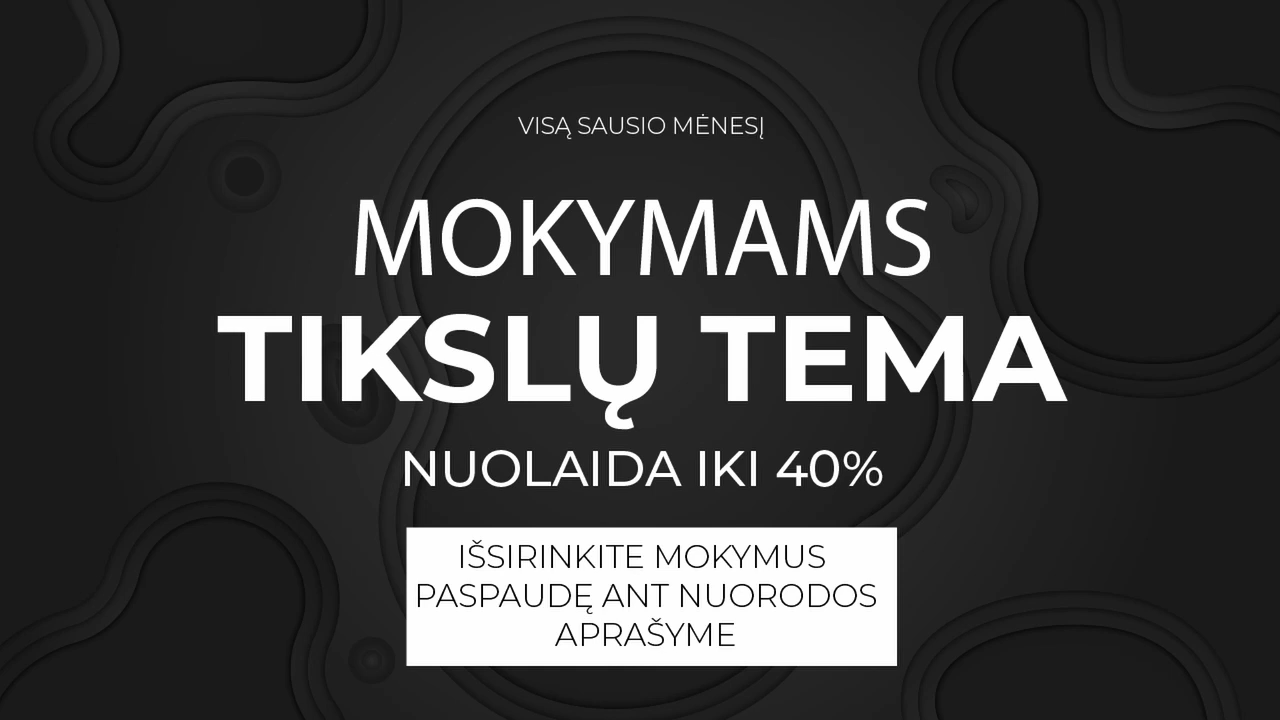 VISĄ SAUSIO MĖNESĮ
MOKYMAMS
TIKSLŲ TEMA
NUOLAIDA IKI 40%
IŠSIRINKITE MOKYMUS
PASPAUDĘ ANT NUORODOS
APRAŠYME